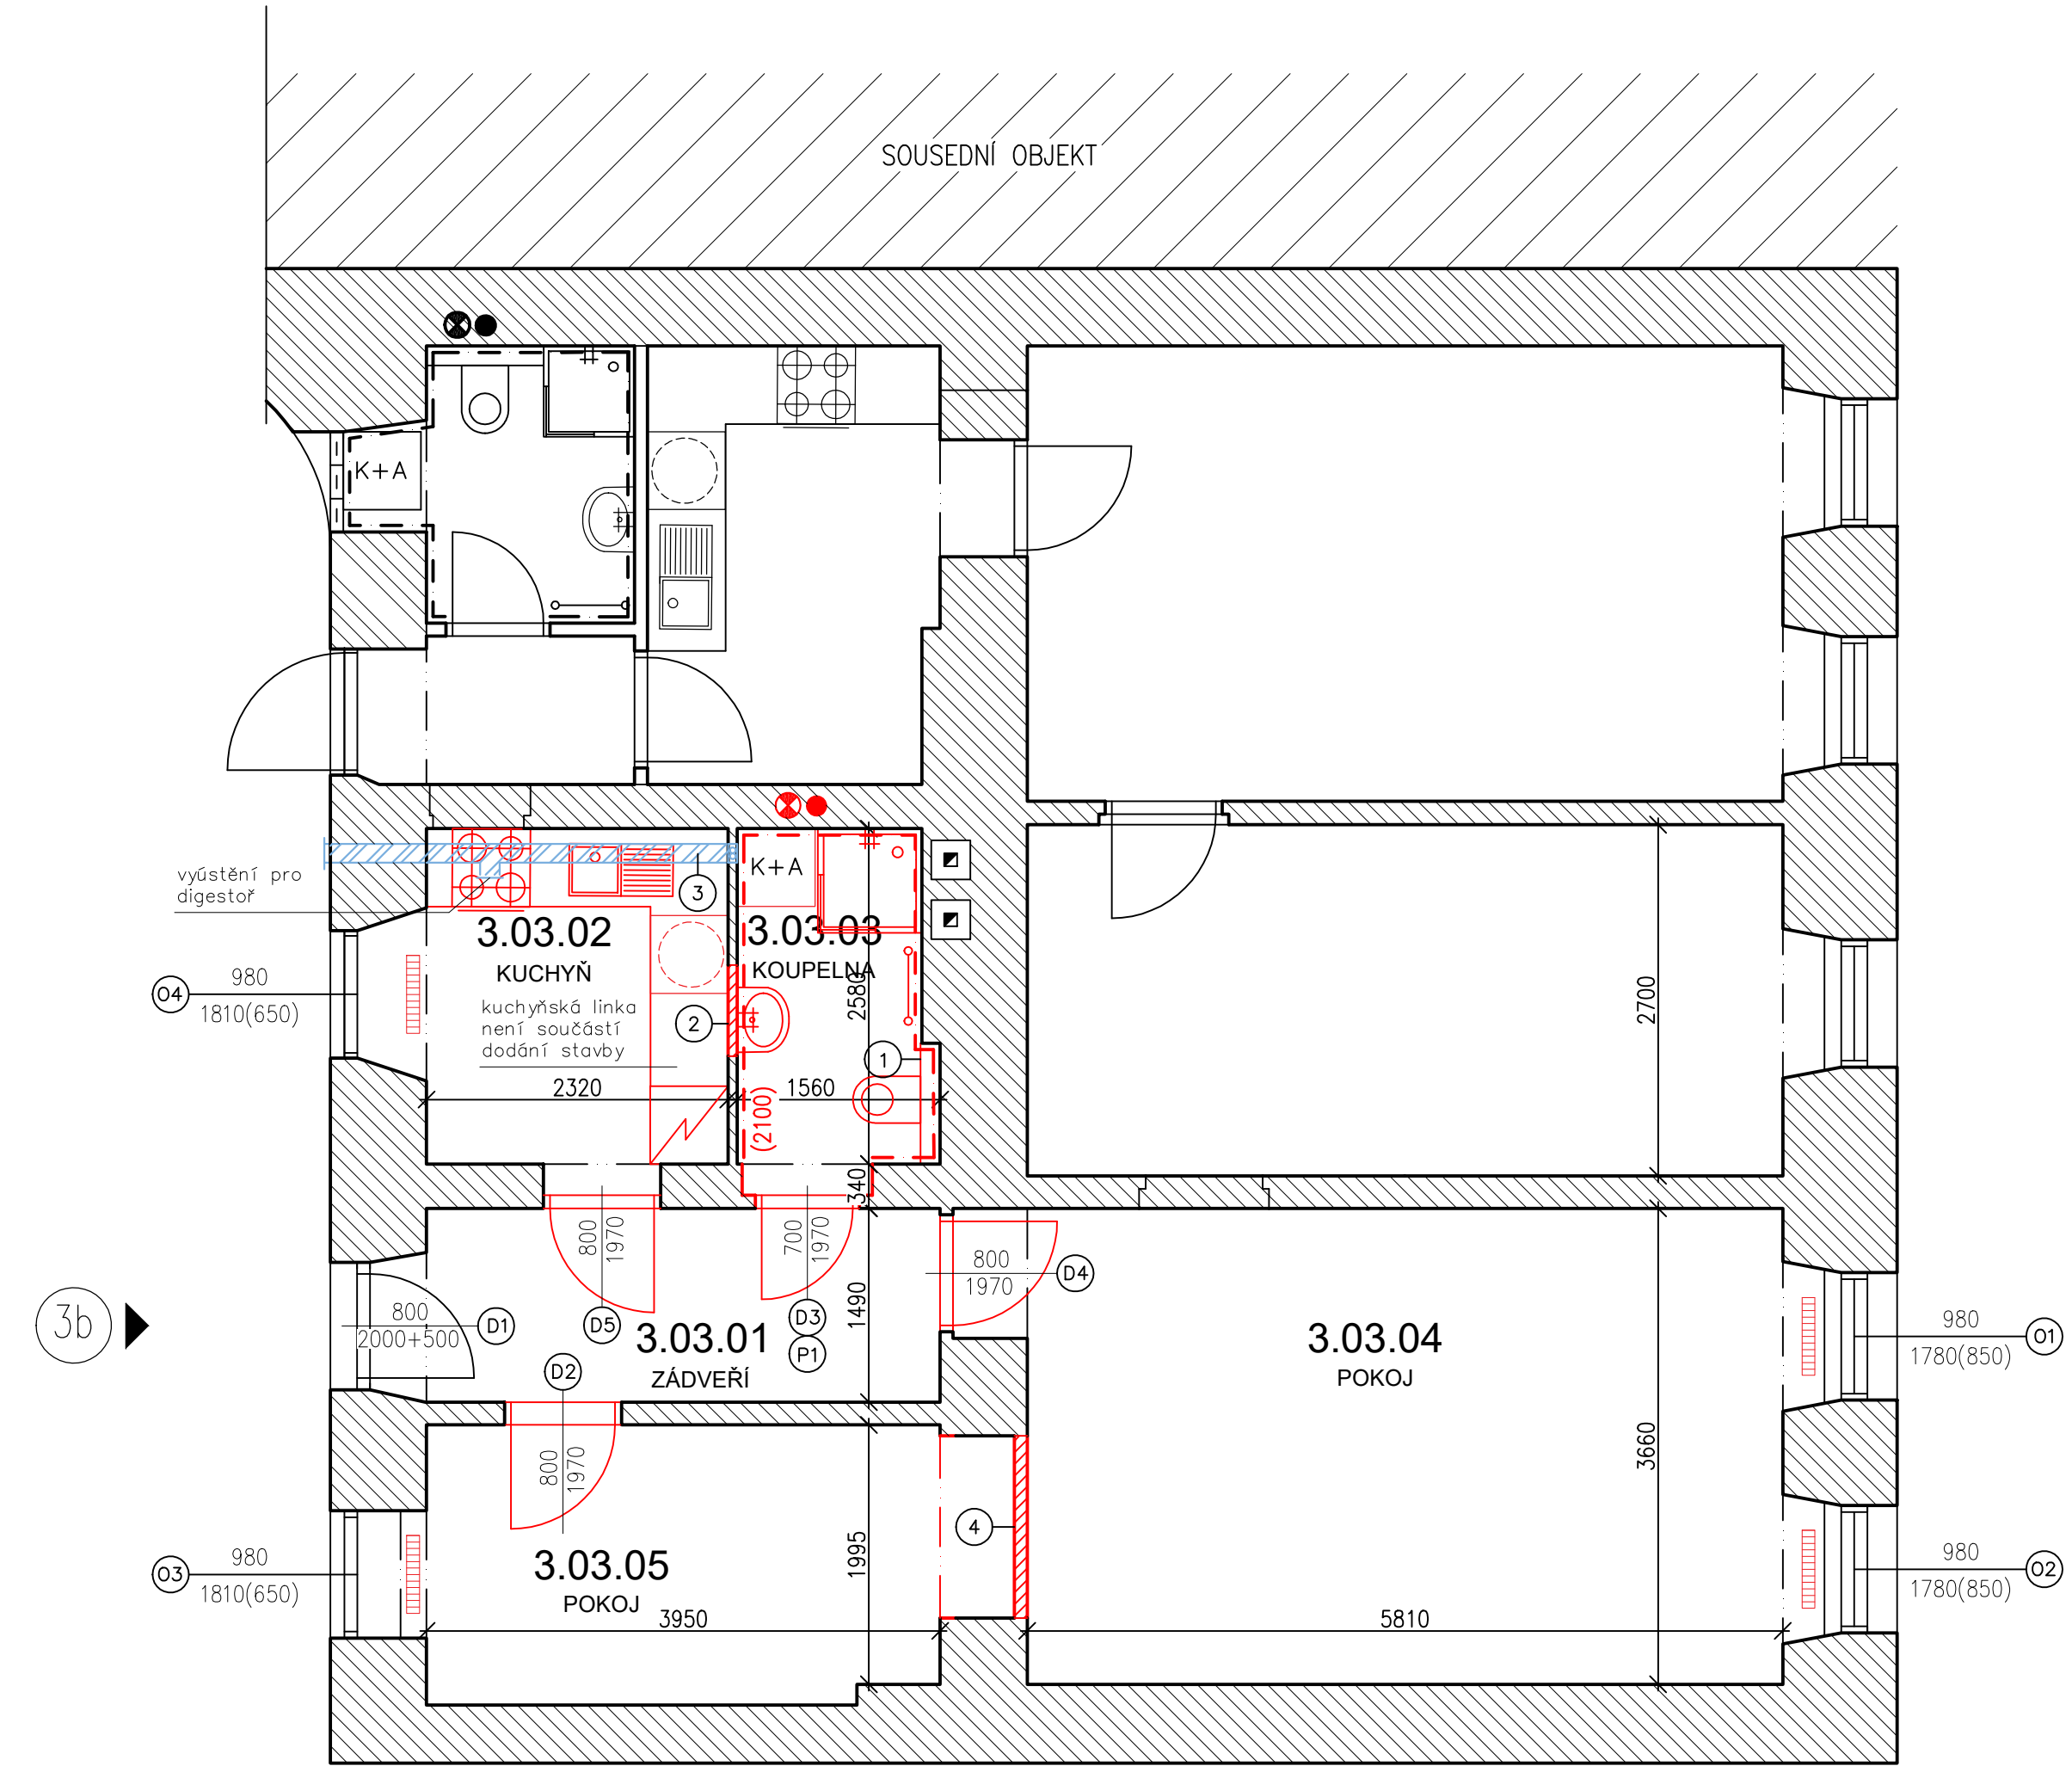 SOUSEDNÍ OBJEKT
K+A
vyústění pro
digestoř
3
K+A
3.03.02
KUCHYŇ
3.03.03
KOUPELNA
kuchyňská linka
není součástí
dodání stavby
O4
980
1810(650)
2
1
2580
2700
2320
1560
(2100)
340
800
1970
700
1970
800
1970
D4
3b
800
2000+500
D1
D5
D3
P1
1490
3.03.01
ZÁDVEŘÍ
3.03.04
POKOJ
980
1780(850)
O1
D2
800
1970
3660
4
1995
O3
980
1810(650)
3.03.05
POKOJ
980
1780(850)
O2
3950
5810